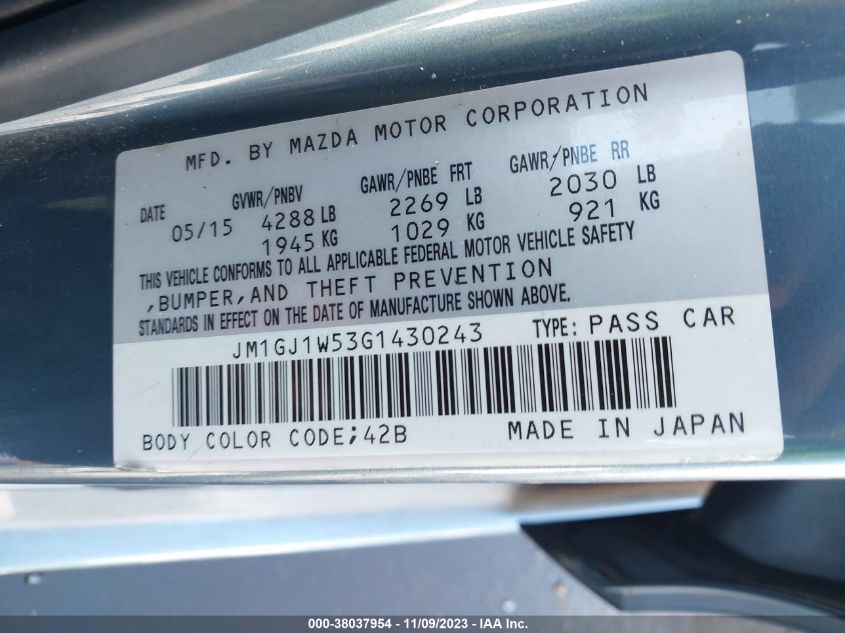 MFD. BY MAZDA MOTOR CORPORATION
DATE GVWR/PNBV GAWR/PNBE FRT GAWR/PNBE RR
05/15 4288 LB 2269 LB 2030 LB
1945 KG 1029 KG 921 KG
THIS VEHICLE CONFORMS TO ALL APPLICABLE FEDERAL MOTOR VEHICLE SAFETY
,BUMPER,AND THEFT PREVENTION
STANDARDS IN EFFECT ON THE DATE OF MANUFACTURE SHOWN ABOVE.
JM1GJ1W53G1430243 TYPE: PASS CAR
BODY COLOR CODE;42B MADE IN JAPAN
000-38037954 - 11/09/2023 - IAA Inc.